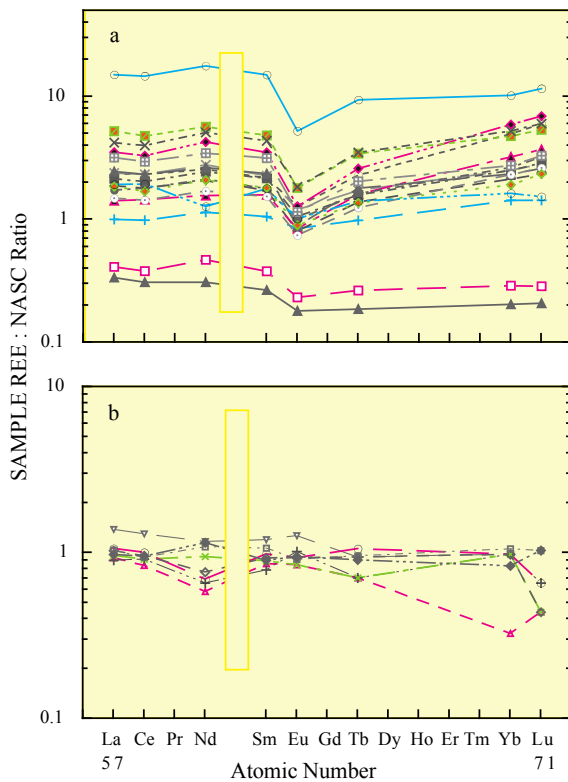 a
10
1
0.1
SAMPLE REE : NASC Ratio
b
10
1
0.1
La Ce Pr Nd Sm Eu Gd Tb Dy Ho Er Tm Yb Lu
57 71
Atomic Number